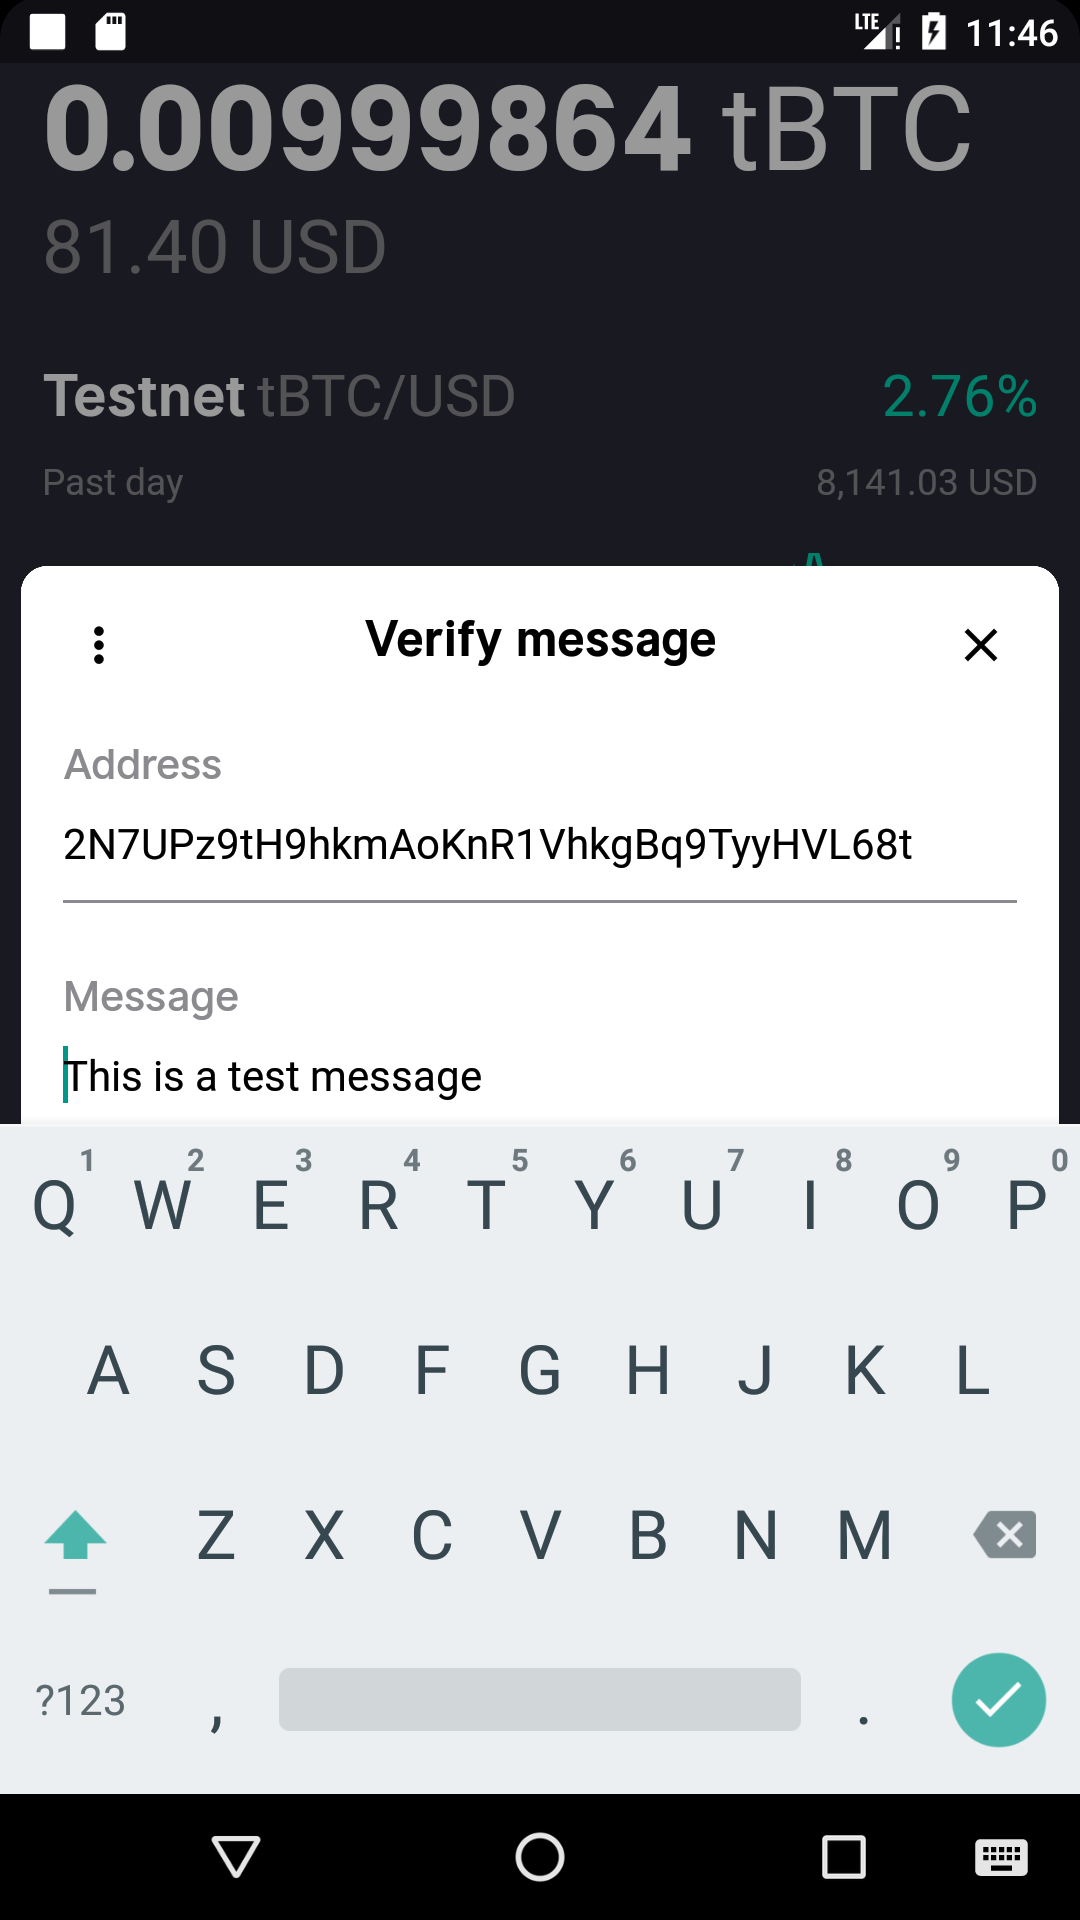 LTE 11:46
0.00999864 tBTC
81.40 USD
Testnet tBTC/USD 2.76%
Past day 8,141.03 USD
Verify message
Address
2N7UPz9tH9hkmAoKnR1VhkgBq9TyyHVL68t
Message
This is a test message
1 2 3 4 5 6 7 8 9 0
Q W E R T Y U I O P
A S D F G H J K L
Z X C V B N M
?123 , .